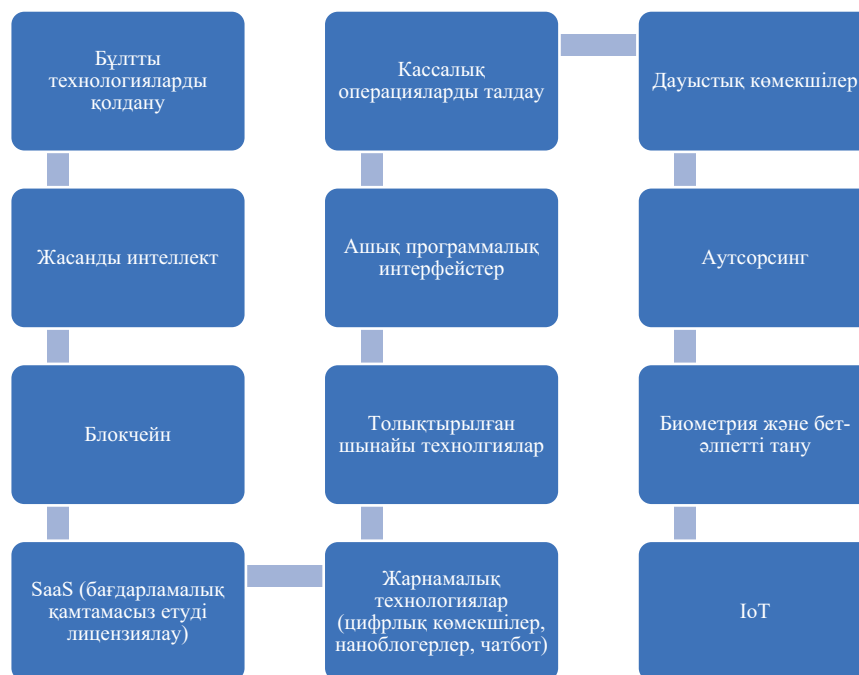 Бұлтты
технологияларды
қолдану
Жасанды интеллект
Блокчейн
SaaS (бағдарламалық
қамтамасыз етуді
лицензиялау)
Жарнамалық
технологиялар
(цифрлық көмекшілер,
наноблогерлер, чатбот)
Толықтырылған
шынайы технолгиялар
Ашық программалық
интерфейстер
Кассалық
операцияларды талдау
Дауыстық көмекшілер
Аутсорсинг
Биометрия және бет-
әлпетті тану
IoT